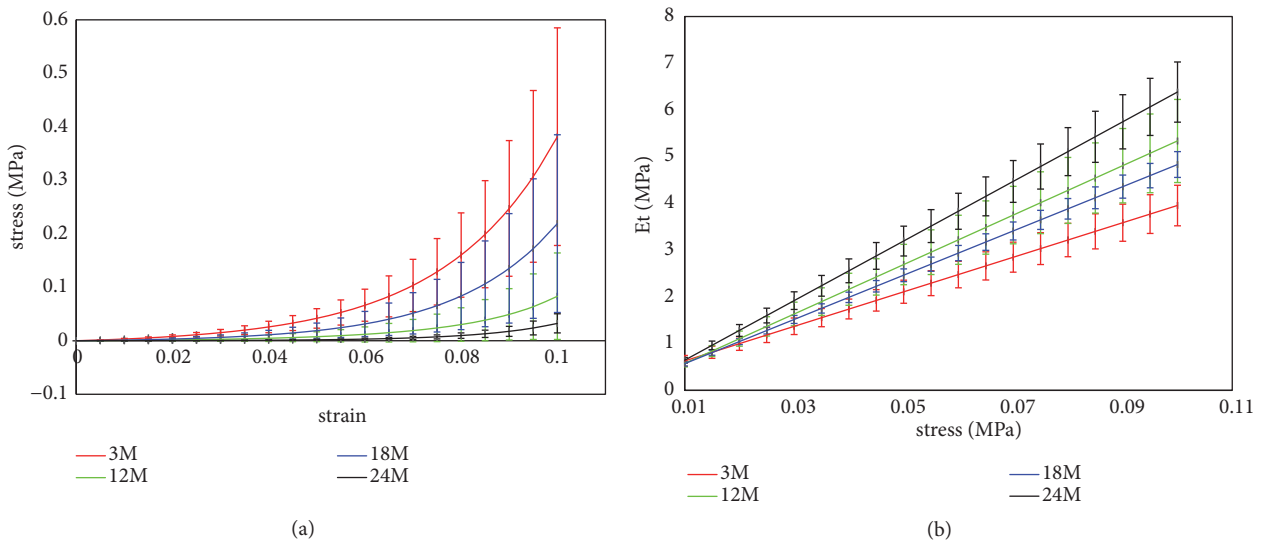 0.6
0.5
0.4
0.3
0.2
0.1
0
−0.1
stress (MPa)
0 0.02 0.04 0.06 0.08 0.1
strain
3M 18M
12M 24M
(a)
8
7
6
5
4
3
2
1
0
Et (MPa)
0.01 0.03 0.05 0.07 0.09 0.11
stress (MPa)
3M 18M
12M 24M
(b)